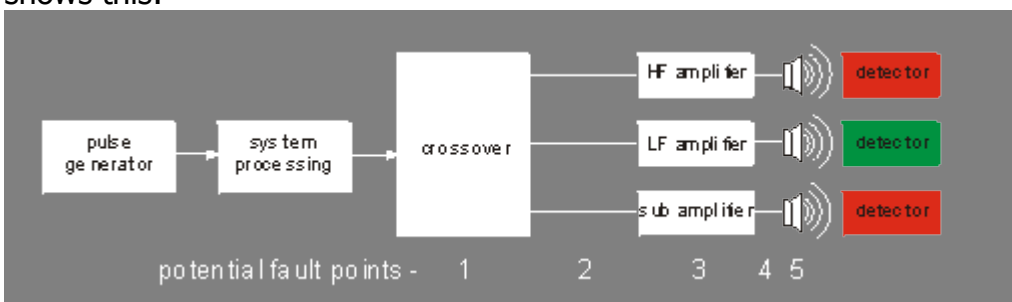 shows this.
HF amplifier
detector
pulse
generator
system
processing
crossover
LF amplifier
detector
sub amplifier
detector
potential fault points - 1 2 3 4 5